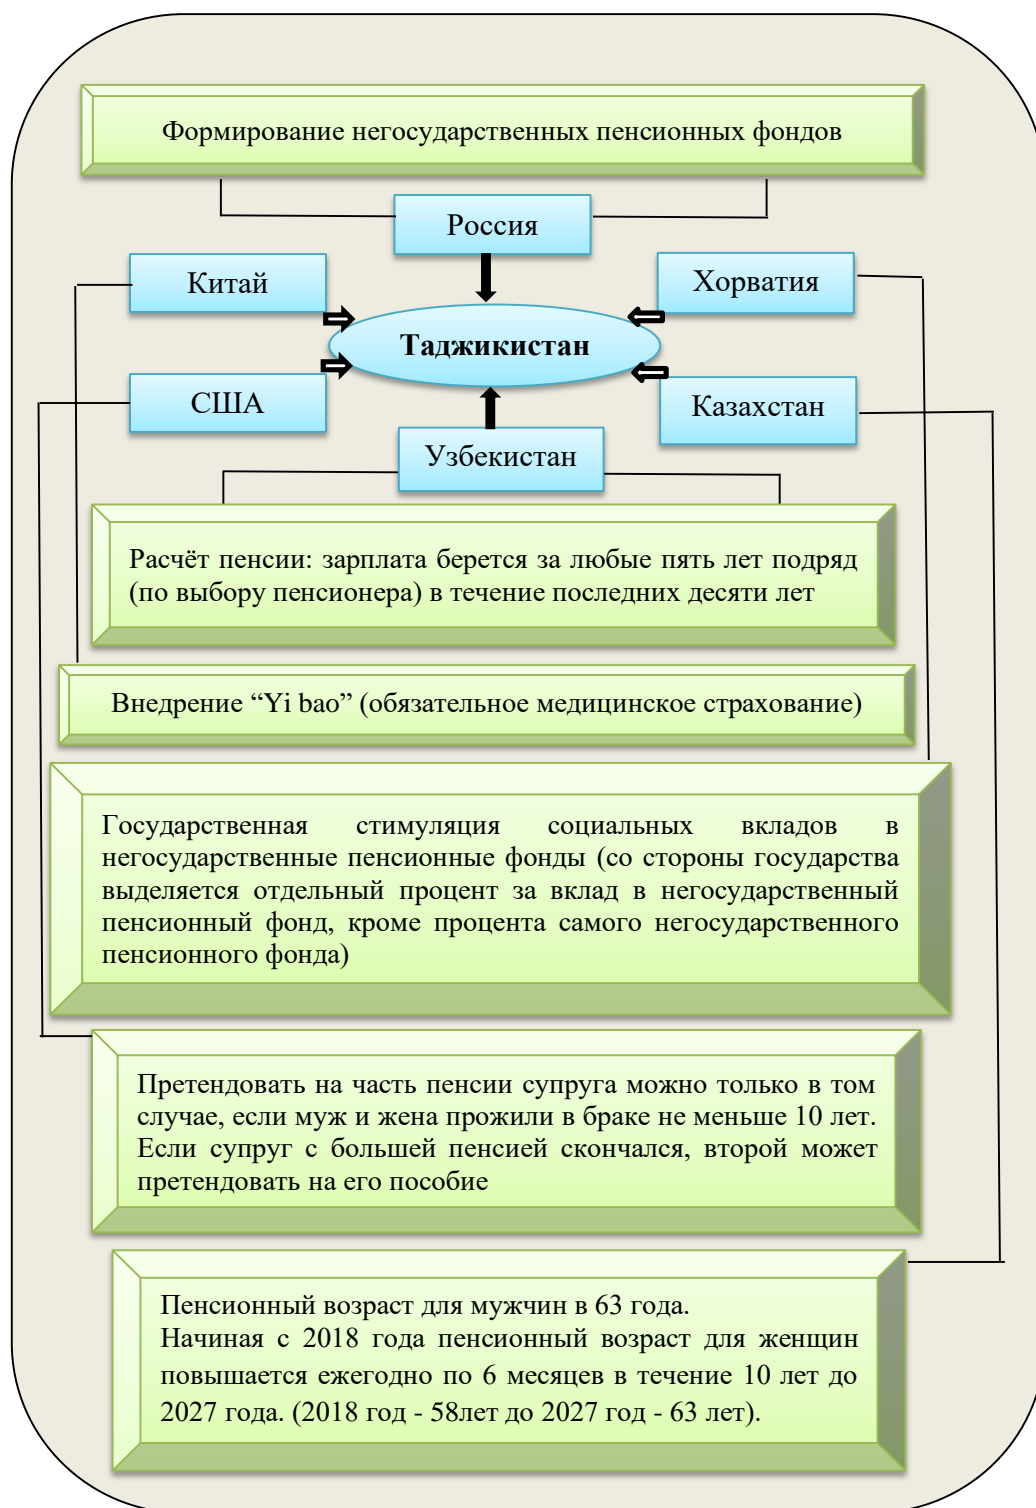 Формирование негосударственных пенсионных фондов
Россия
Китай
Хорватия
Таджикистан
США
Казахстан
Узбекистан
Расчёт пенсии: зарплата берется за любые пять лет подряд
(по выбору пенсионера) в течение последних десяти лет
Внедрение “Yi bao” (обязательное медицинское страхование)
Государственная стимуляция социальных вкладов в
негосударственные пенсионные фонды (со стороны государства
выделяется отдельный процент за вклад в негосударственный
пенсионный фонд, кроме процента самого негосударственного
пенсионного фонда)
Претендовать на часть пенсии супруга можно только в том
случае, если муж и жена прожили в браке не меньше 10 лет.
Если супруг с большей пенсией скончался, второй может
претендовать на его пособие
Пенсионный возраст для мужчин в 63 года.
Начиная с 2018 года пенсионный возраст для женщин
повышается ежегодно по 6 месяцев в течение 10 лет до
2027 года. (2018 год - 58лет до 2027 год - 63 лет).